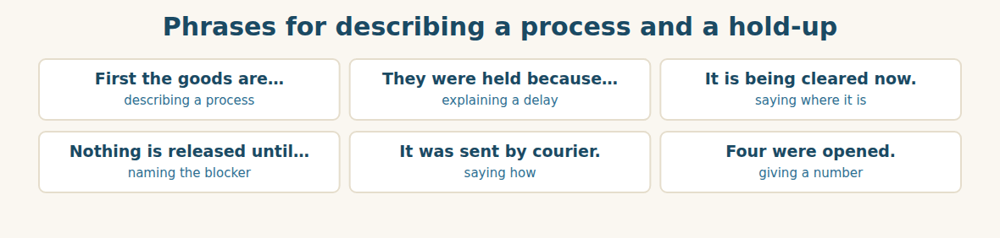 Phrases for describing a process and a hold-up
First the goods are…
describing a process
They were held because…
explaining a delay
It is being cleared now.
saying where it is
Nothing is released until…
naming the blocker
It was sent by courier.
saying how
Four were opened.
giving a number